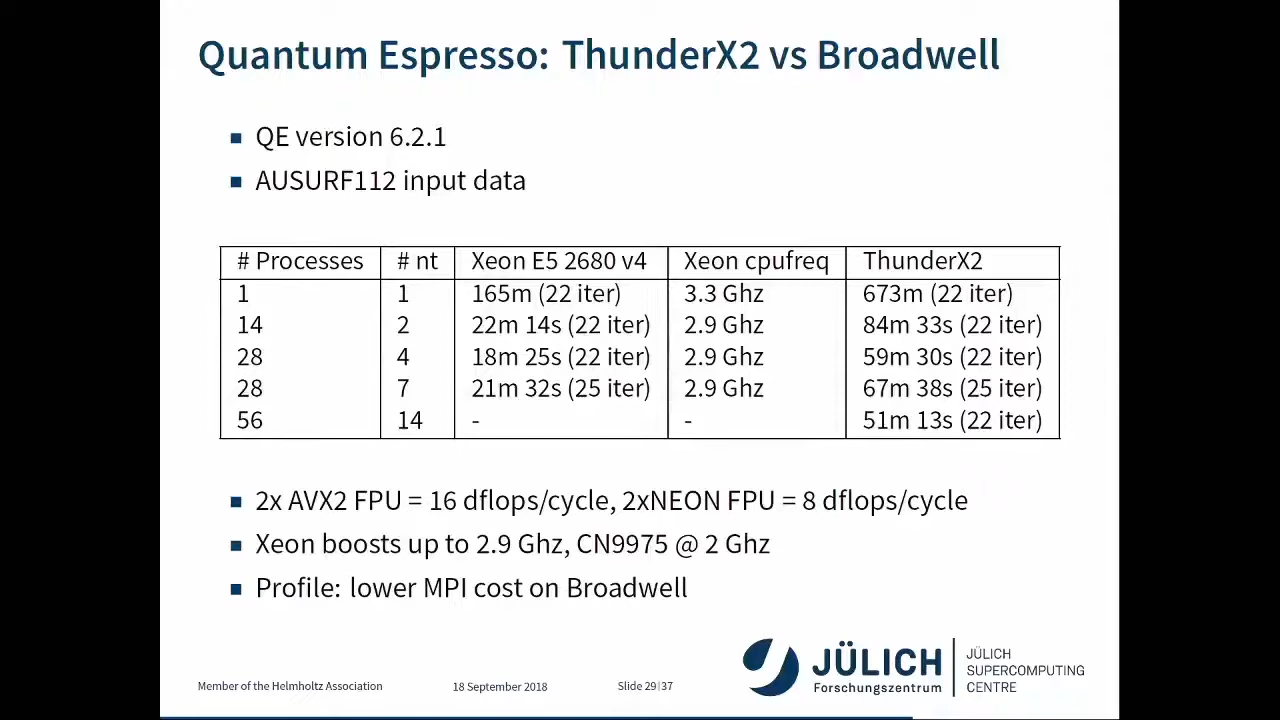 Quantum Espresso: ThunderX2 vs Broadwell
QE version 6.2.1
AUSURF112 input data
# Processes # nt Xeon E5 2680 v4 Xeon cpufreq ThunderX2
1 1 165m (22 iter) 3.3 Ghz 673m (22 iter)
14 2 22m 14s (22 iter) 2.9 Ghz 84m 33s (22 iter)
28 4 18m 25s (22 iter) 2.9 Ghz 59m 30s (22 iter)
28 7 21m 32s (25 iter) 2.9 Ghz 67m 38s (25 iter)
56 14 - - 51m 13s (22 iter)
2x AVX2 FPU = 16 dflops/cycle, 2xNEON FPU = 8 dflops/cycle
Xeon boosts up to 2.9 Ghz, CN9975 @ 2 Ghz
Profile: lower MPI cost on Broadwell
Member of the Helmholtz Association 18 September 2018 Slide 29|37
JÜLICH
Forschungszentrum
JÜLICH
SUPERCOMPUTING
CENTRE